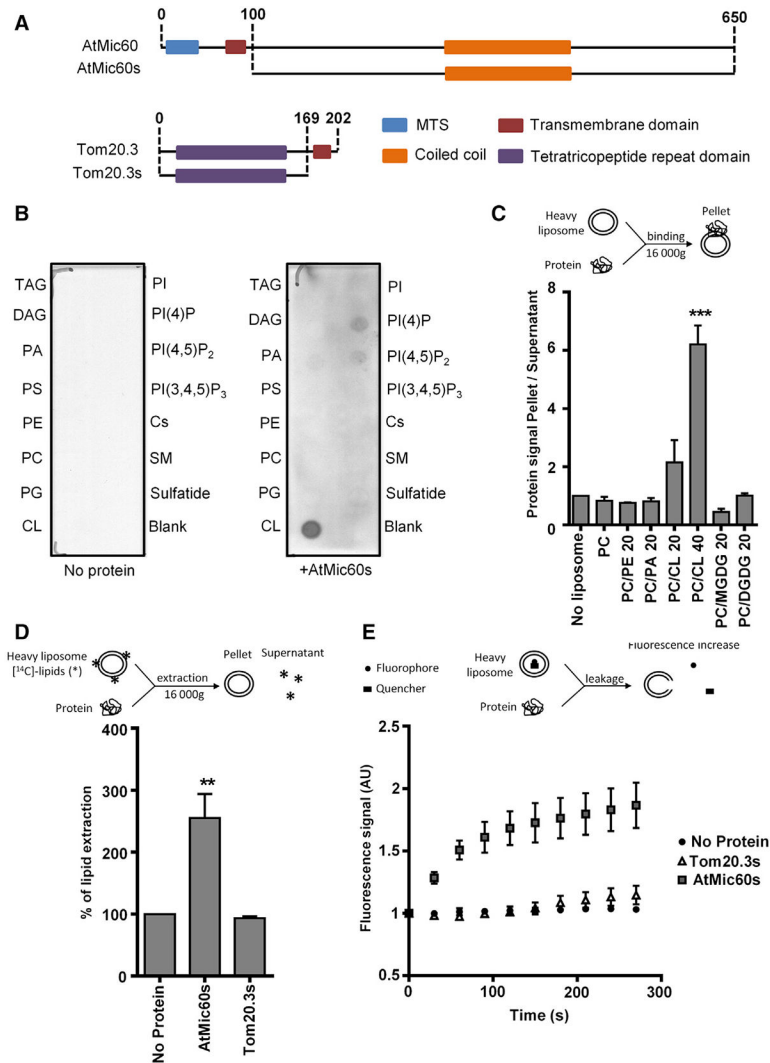 A
0 100 650
AtMic60
AtMic60s
0 169 202
Tom20.3
Tom20.3s
MTS
Transmembrane domain
Coiled coil
Tetratricopeptide repeat domain
B
TAG PI
DAG PI(4)P
PA PI(4,5)P2
PS PI(3,4,5)P3
PE Cs
PC SM
PG Sulfatide
CL Blank
No protein
TAG PI
DAG PI(4)P
PA PI(4,5)P2
PS PI(3,4,5)P3
PE Cs
PC SM
PG Sulfatide
CL Blank
+AtMic60s
C
Heavy
liposome
Protein
binding
16 000g
Pellet
Protein signal Pellet / Supernatant
8
6
4
2
0
***
No liposome
PC
PC/PE 20
PC/PA 20
PC/CL 20
PC/CL 40
PC/MGDG 20
PC/DGDG 20
D
Heavy liposome
[14C]-lipids (*)
Protein
extraction
16 000g
Pellet
Supernatant
% of lipid extraction
400
300
200
100
0
**
No Protein
AtMic60s
Tom20.3s
E
Fluorophore
Quencher
Heavy
liposome
Protein
leakage
Fluorescence increase
Fluorescence signal (AU)
2.5
2
1.5
1
0.5
0 100 200 300
Time (s)
No Protein
Tom20.3s
AtMic60s